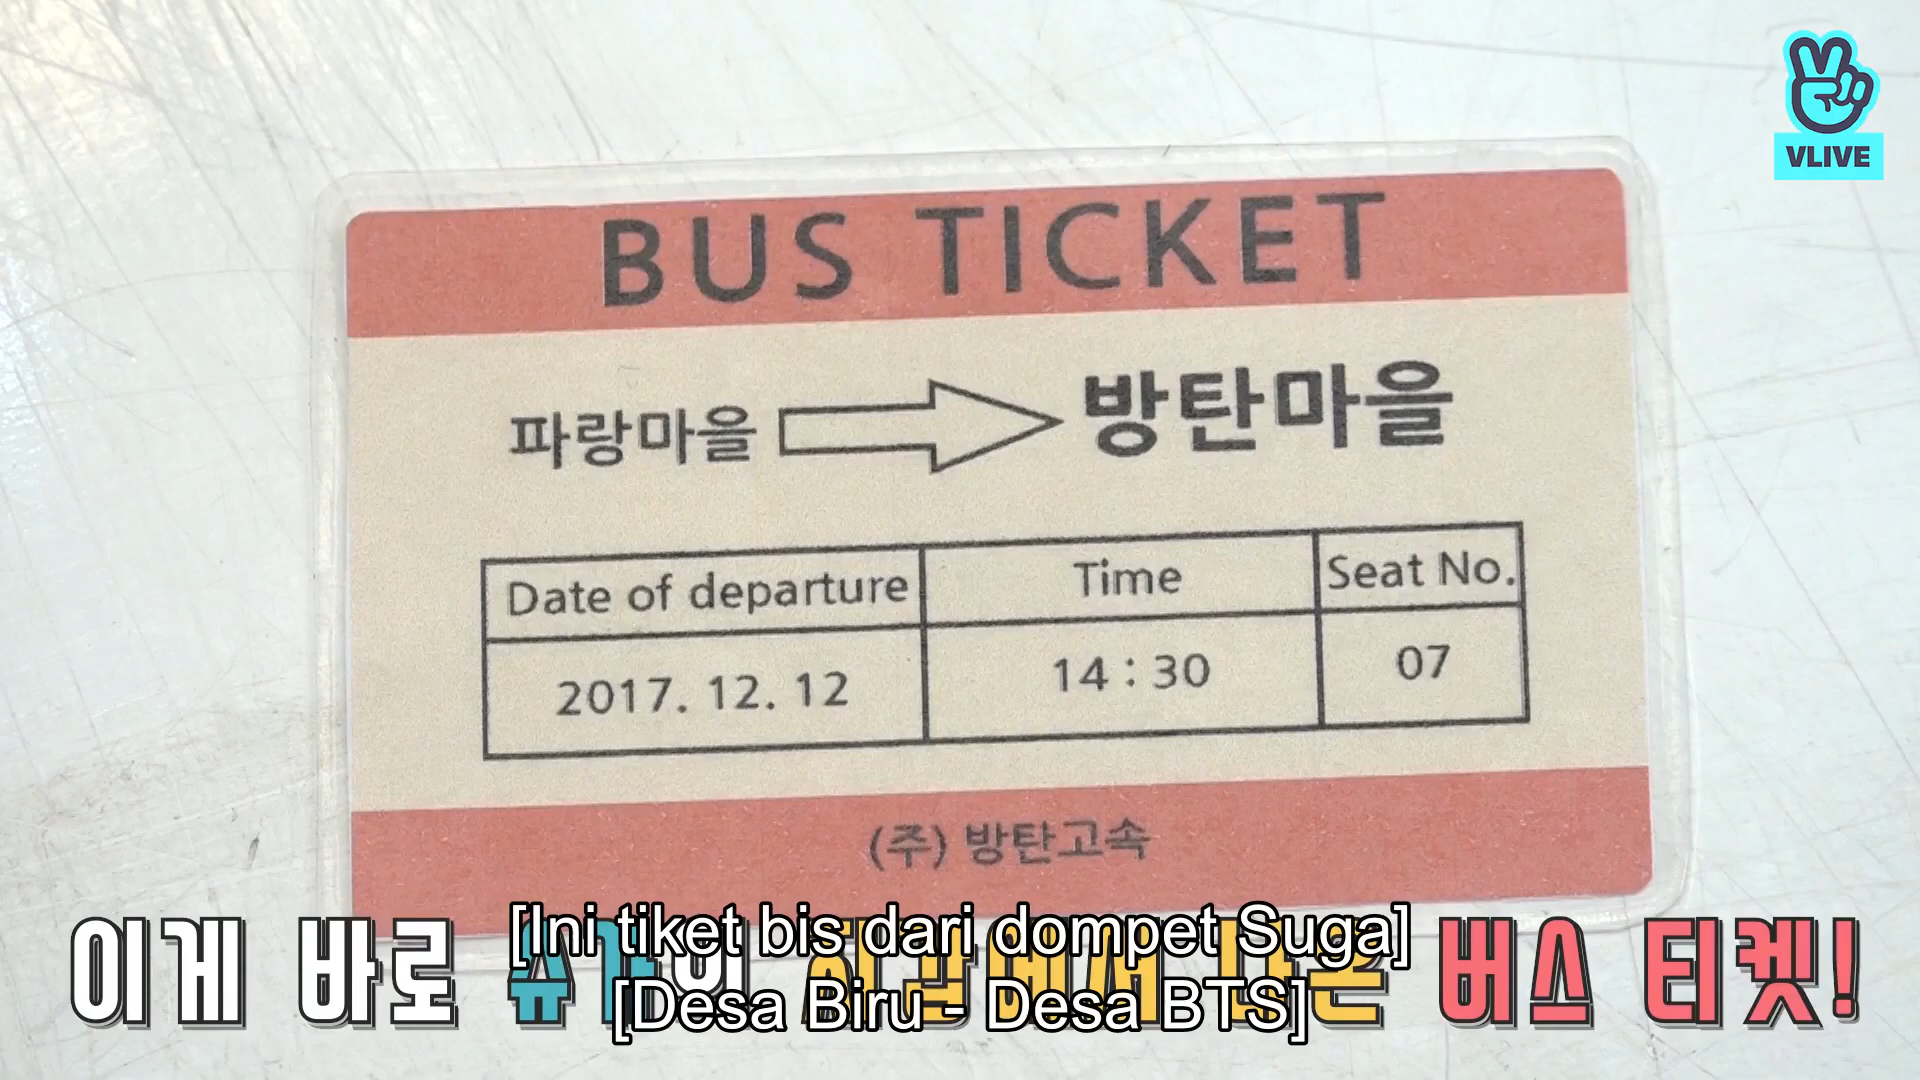 VLIVE
BUS TICKET
파랑마을 방탄마을
Date of departure Time Seat No.
2017. 12. 12 14 : 30 07
(주) 방탄고속
[Ini tiket bis dari dompet Suga]
[Desa Biru - Desa BTS]
이게 바로 버스 티켓!